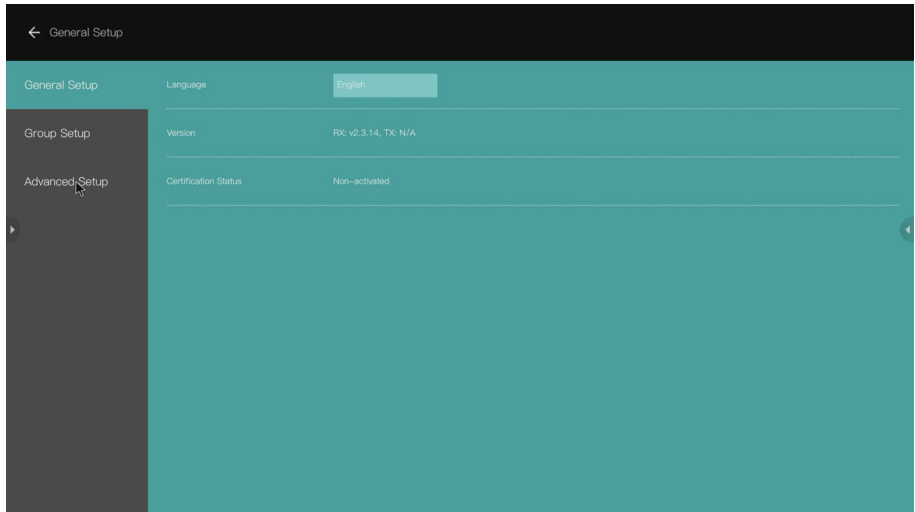 General Setup
General Setup
Language
English
Group Setup
Version
RX: v2.3.14, TX: N/A
Advanced Setup
Certification Status
Non-activated